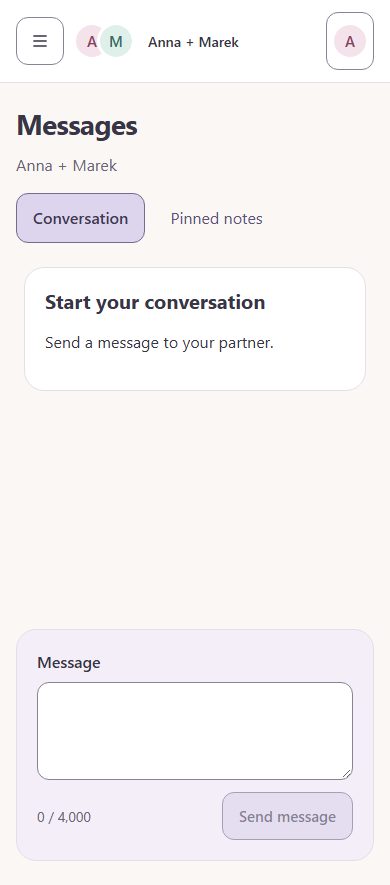 A M Anna + Marek A
Messages
Anna + Marek
Conversation Pinned notes
Start your conversation
Send a message to your partner.
Message
0 / 4,000 Send message